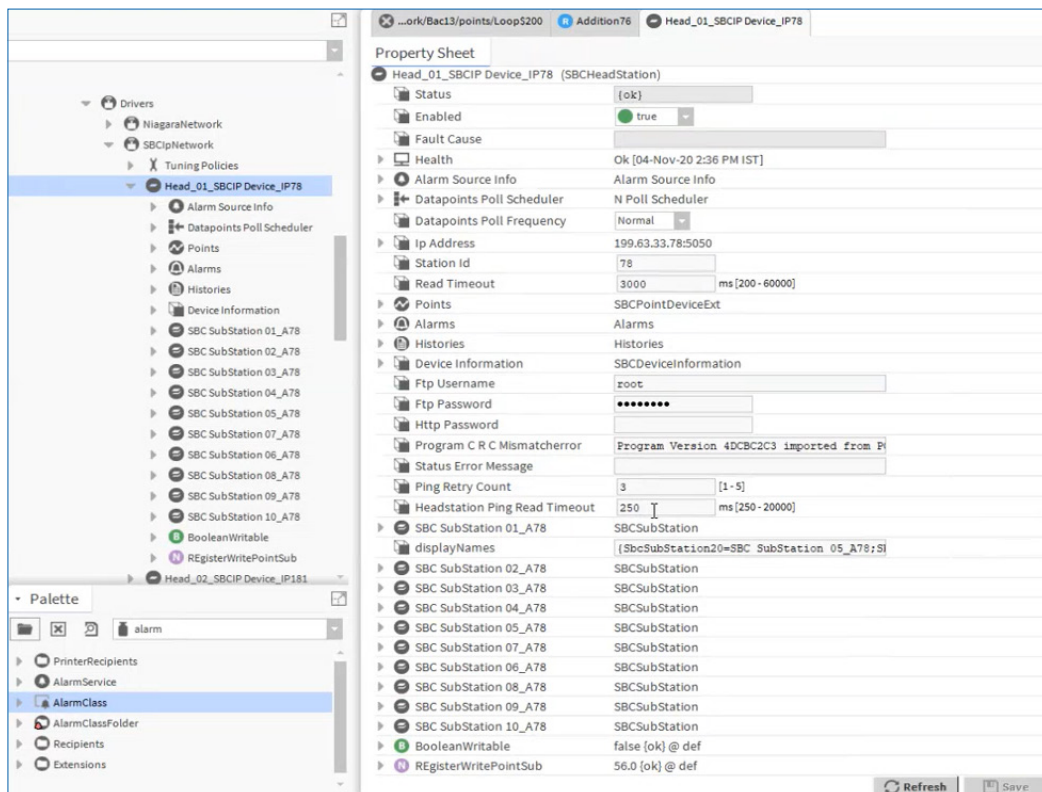 ...ork/Bac13/points/Loop$200 Addition76 Head_01_SBCIP Device_IP78
Drivers
NiagaraNetwork
SBCIpNetwork
Tuning Policies
Head_01_SBCIP Device_IP78
Alarm Source Info
Datapoints Poll Scheduler
Points
Alarms
Histories
Device Information
SBC SubStation 01_A78
SBC SubStation 02_A78
SBC SubStation 03_A78
SBC SubStation 04_A78
SBC SubStation 05_A78
SBC SubStation 07_A78
SBC SubStation 06_A78
SBC SubStation 08_A78
SBC SubStation 09_A78
SBC SubStation 10_A78
B BooleanWritable
N REgisterWritePointSub
Head_02_SBCIP Device_IP181
Palette
alarm
PrinterRecipients
AlarmService
AlarmClass
AlarmClassFolder
Recipients
Extensions
Property Sheet
Head_01_SBCIP Device_IP78 (SBCHeadStation)
Status {ok}
Enabled true
Fault Cause
Health Ok [04-Nov-20 2:36 PM IST]
Alarm Source Info Alarm Source Info
Datapoints Poll Scheduler N Poll Scheduler
Datapoints Poll Frequency Normal
Ip Address 199.63.33.78:5050
Station Id 78
Read Timeout 3000 ms [200 - 60000]
Points SBCPointDeviceExt
Alarms Alarms
Histories Histories
Device Information SBCDeviceInformation
Ftp Username root
Ftp Password ••••••••
Http Password
Program C R C Mismatcherror Program Version 4DCBC2C3 imported from
Status Error Message
Ping Retry Count 3 [1 - 5]
Headstation Ping Read Timeout 250 ms [250 - 20000]
SBC SubStation 01_A78 SBCSubStation
displayNames {SbcSubStation20=SBC SubStation 05_A78;
SBC SubStation 02_A78 SBCSubStation
SBC SubStation 03_A78 SBCSubStation
SBC SubStation 04_A78 SBCSubStation
SBC SubStation 05_A78 SBCSubStation
SBC SubStation 07_A78 SBCSubStation
SBC SubStation 06_A78 SBCSubStation
SBC SubStation 08_A78 SBCSubStation
SBC SubStation 09_A78 SBCSubStation
SBC SubStation 10_A78 SBCSubStation
B BooleanWritable false {ok} @ def
N REgisterWritePointSub 56.0 {ok} @ def
Refresh Save